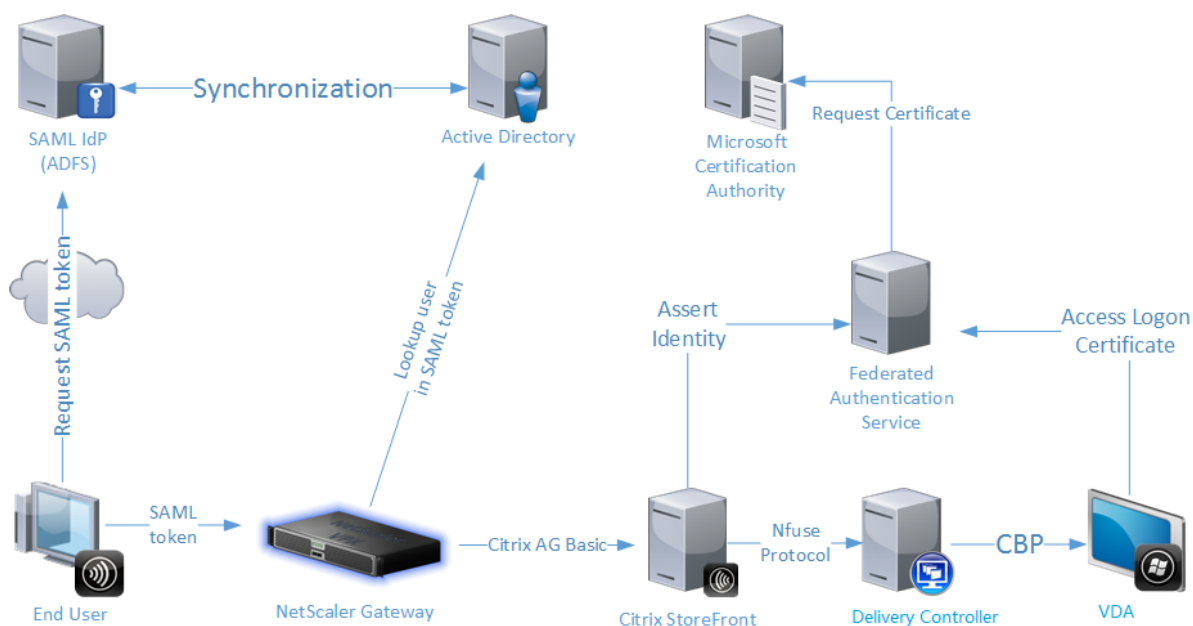 Synchronization
SAML IdP
(ADFS)
Active Directory
Request Certificate
Microsoft
Certification
Authority
Request SAML token
Lookup user
in SAML token
Assert
Identity
Access Logon
Certificate
Federated
Authentication
Service
SAML
token
NetScaler
VPX
Citrix AG Basic
Nfuse
Protocol
CBP
End User
NetScaler Gateway
Citrix StoreFront
Delivery Controller
VDA